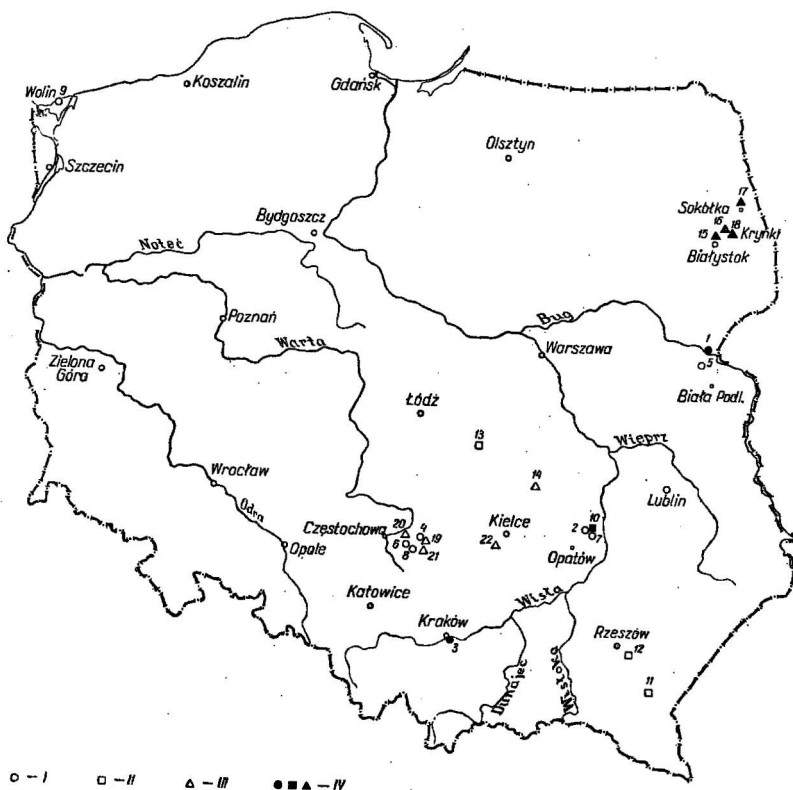 Wolin 9
Koszalin
Gdańsk
Szczecin
Olsztyn
17
Sokółka
16
18
15
Krynki
Białystok
Bydgoszcz
Noteć
Poznań
Warta
Bug
Warszawa
1
5
Biała Podl.
Zielona
Góra
Łódź
13
Wieprz
14
Lublin
Wrocław
Odra
Częstochowa
20
4
19
6
8
21
Kielce
22
2
10
7
Opatów
Opole
Katowice
Kraków
3
Wisła
Dunajec
Wisłoka
Rzeszów
12
11
– I
– II
– III
– IV